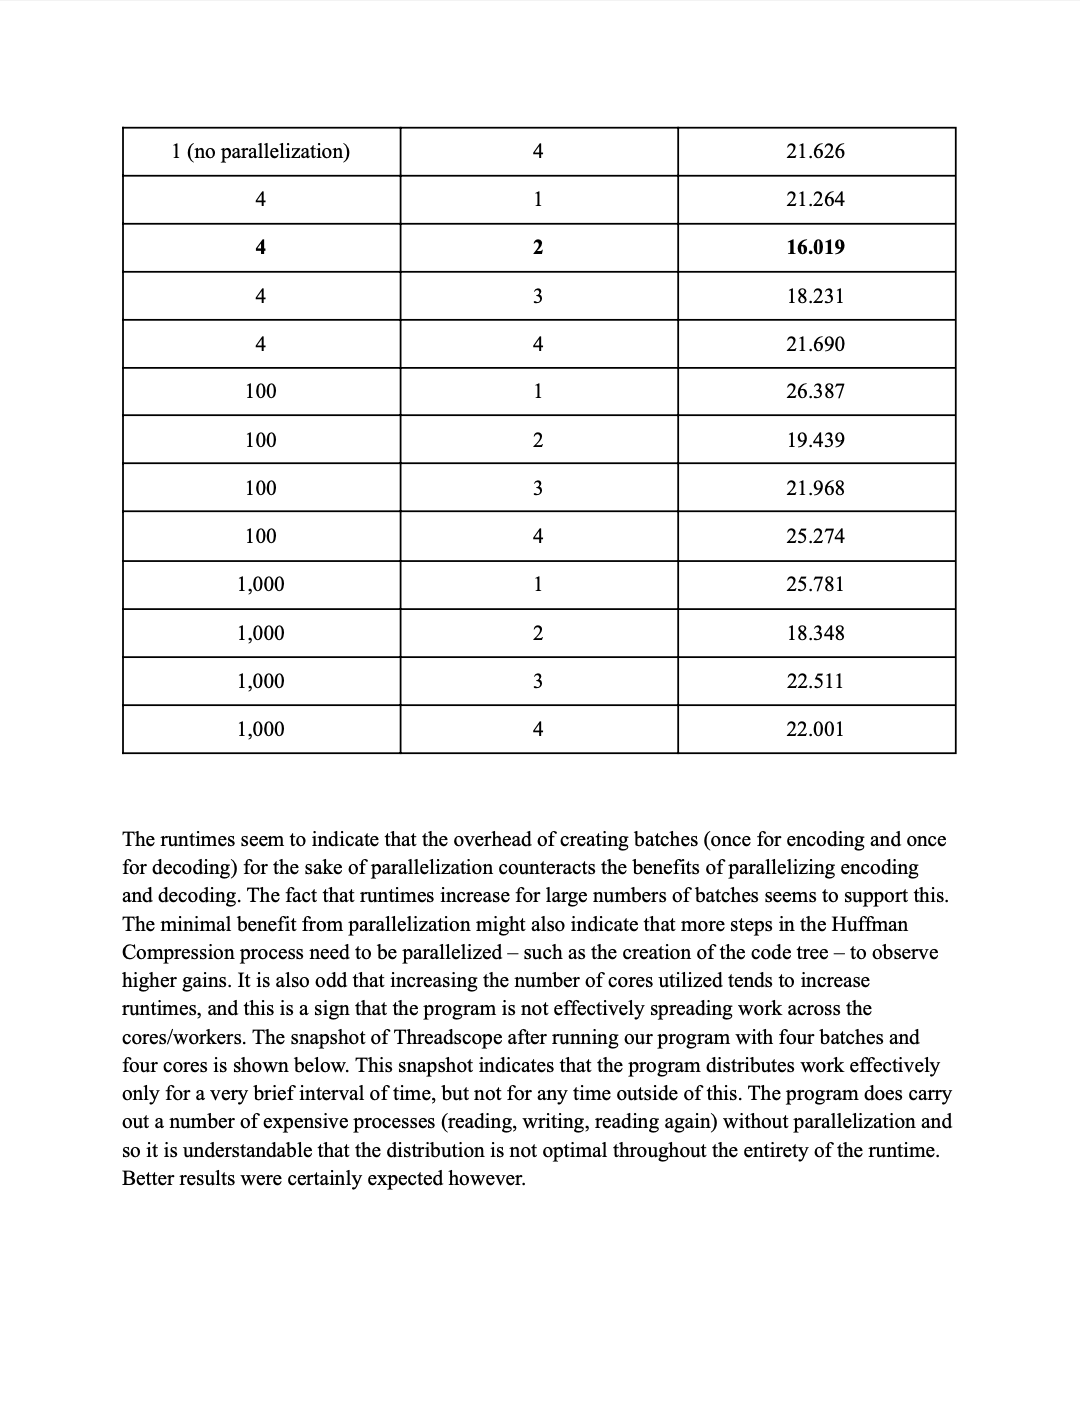 1 (no parallelization) 4 21.626
4 1 21.264
4 2 16.019
4 3 18.231
4 4 21.690
100 1 26.387
100 2 19.439
100 3 21.968
100 4 25.274
1,000 1 25.781
1,000 2 18.348
1,000 3 22.511
1,000 4 22.001
The runtimes seem to indicate that the overhead of creating batches (once for encoding and once
for decoding) for the sake of parallelization counteracts the benefits of parallelizing encoding
and decoding. The fact that runtimes increase for large numbers of batches seems to support this.
The minimal benefit from parallelization might also indicate that more steps in the Huffman
Compression process need to be parallelized – such as the creation of the code tree – to observe
higher gains. It is also odd that increasing the number of cores utilized tends to increase
runtimes, and this is a sign that the program is not effectively spreading work across the
cores/workers. The snapshot of Threadscope after running our program with four batches and
four cores is shown below. This snapshot indicates that the program distributes work effectively
only for a very brief interval of time, but not for any time outside of this. The program does carry
out a number of expensive processes (reading, writing, reading again) without parallelization and
so it is understandable that the distribution is not optimal throughout the entirety of the runtime.
Better results were certainly expected however.